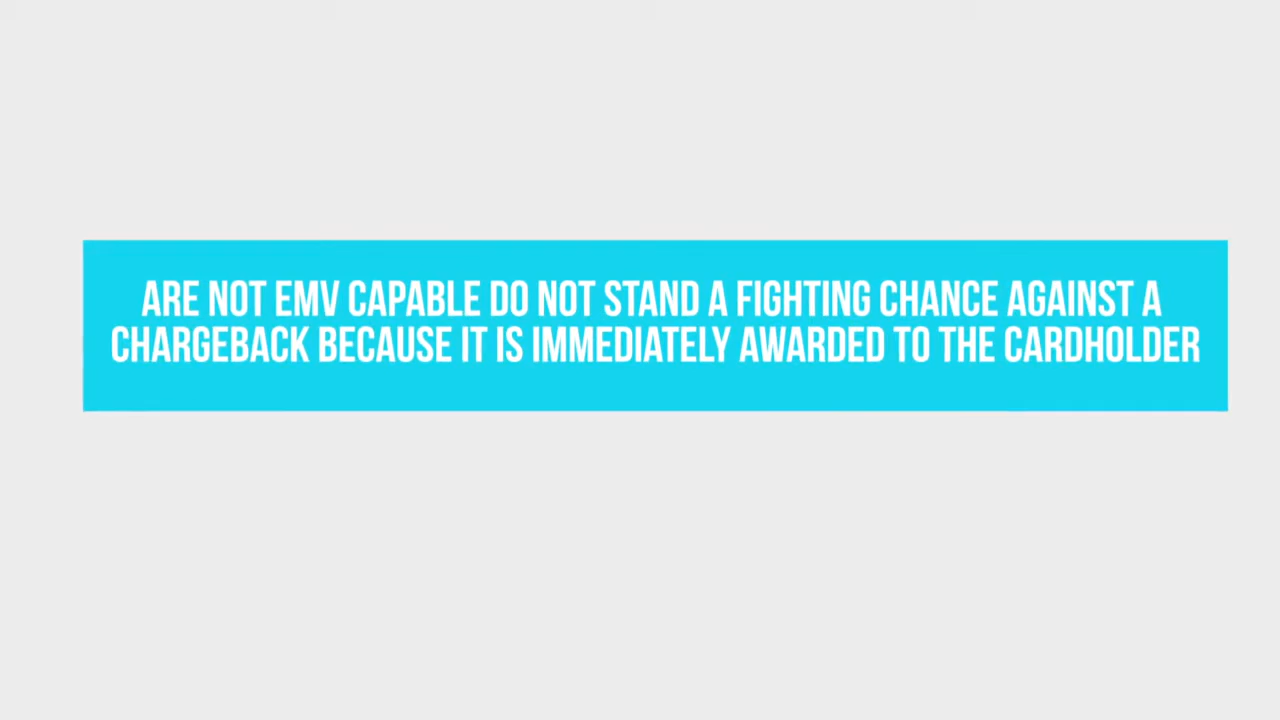 ARE NOT EMV CAPABLE DO NOT STAND A FIGHTING CHANCE AGAINST A
CHARGEBACK BECAUSE IT IS IMMEDIATELY AWARDED TO THE CARDHOLDER